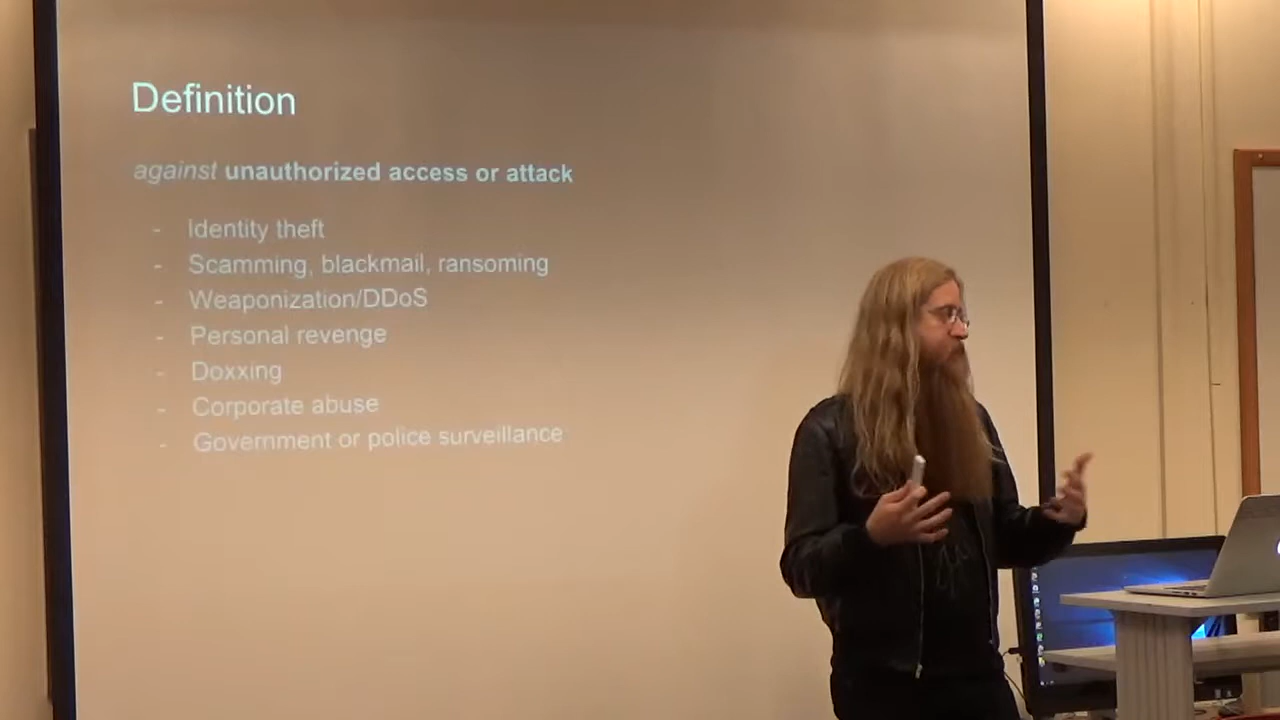 Definition
against unauthorized access or attack
- Identity theft
- Scamming, blackmail, ransoming
- Weaponization/DDoS
- Personal revenge
- Doxxing
- Corporate abuse
- Government or police surveillance